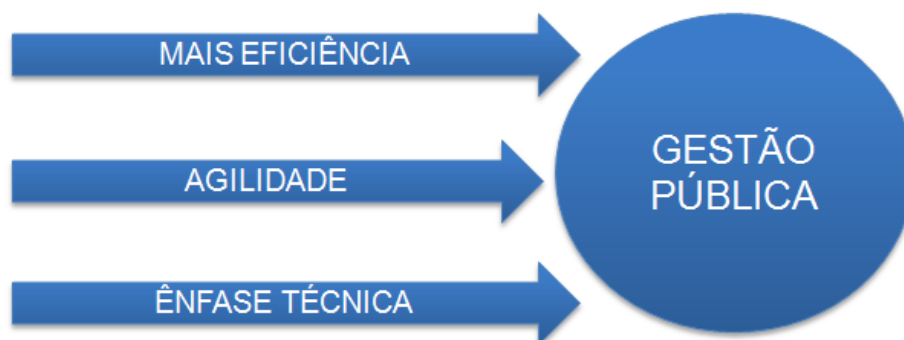 MAIS EFICIÊNCIA
AGILIDADE
ÊNFASE TÉCNICA
GESTÃO
PÚBLICA